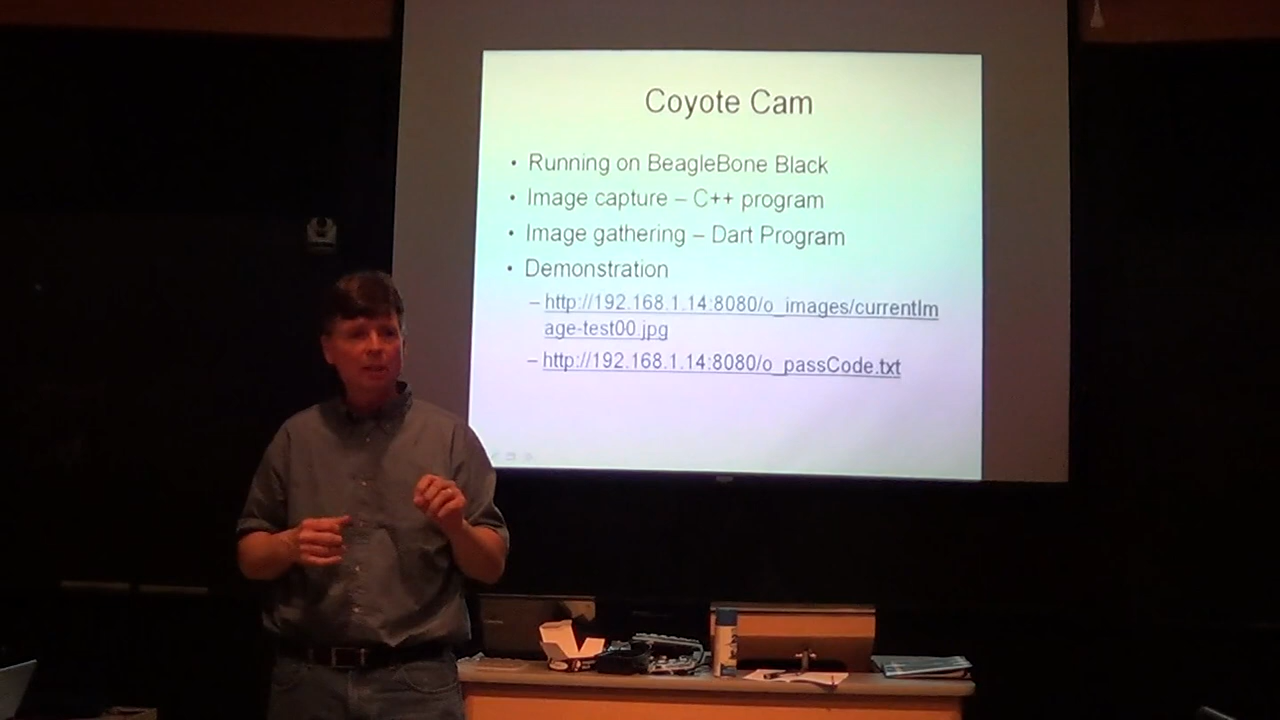 Coyote Cam
• Running on BeagleBone Black
• Image capture – C++ program
• Image gathering – Dart Program
• Demonstration
– http://192.168.1.14:8080/o_images/currentIm
age-test00.jpg
– http://192.168.1.14:8080/o_passCode.txt